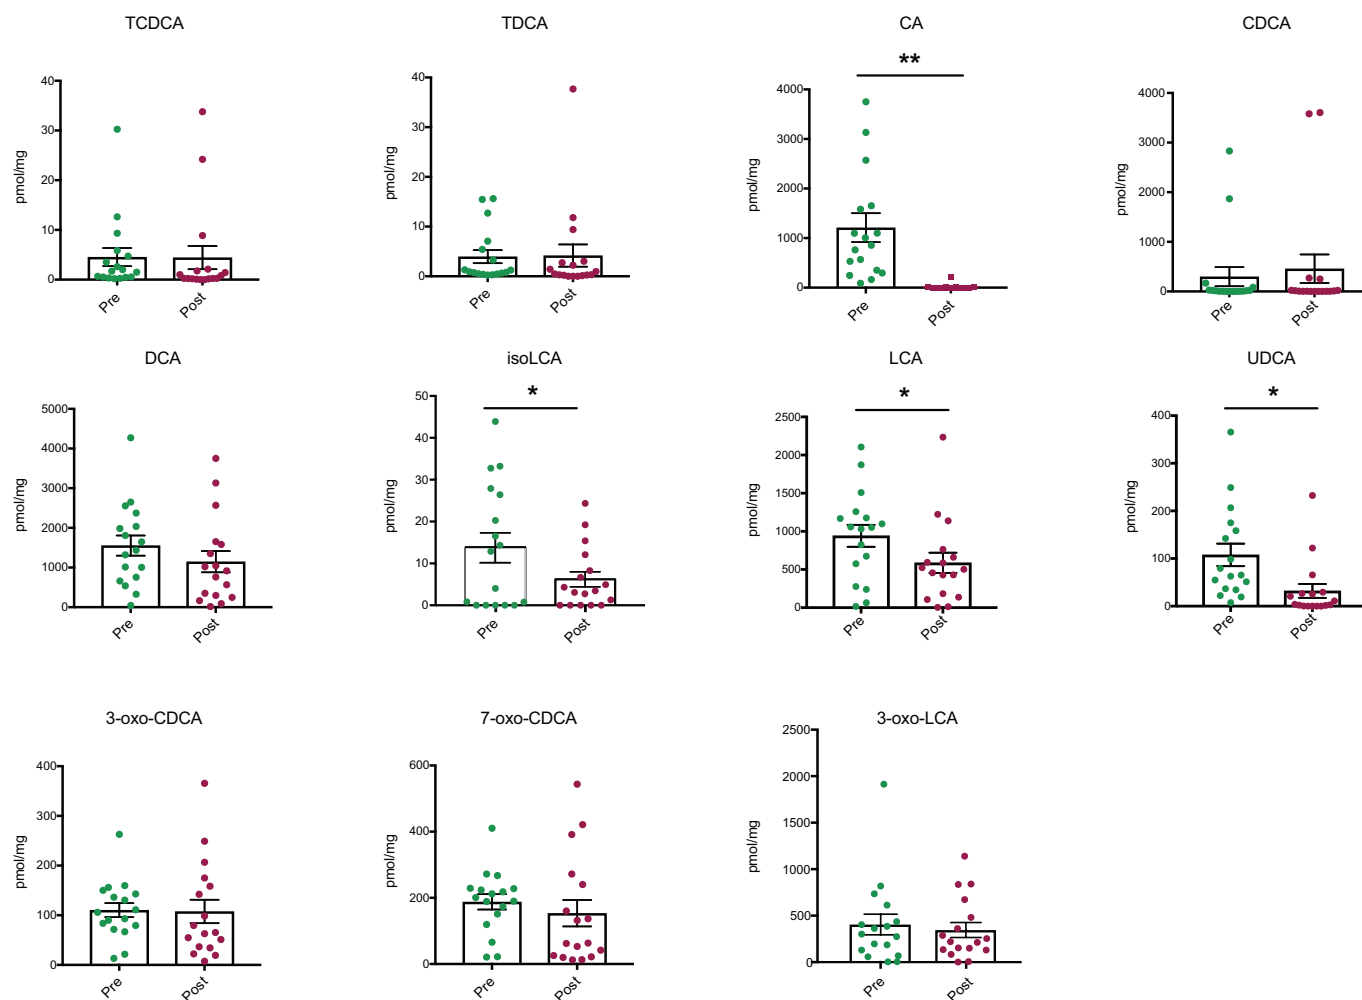 TCDCA
40
30
20
10
0
pmol/mg
Pre
Post
TDCA
40
30
20
10
0
pmol/mg
Pre
Post
CA
**
4000
3000
2000
1000
0
pmol/mg
Pre
Post
CDCA
4000
3000
2000
1000
0
pmol/mg
Pre
Post
DCA
5000
4000
3000
2000
1000
0
pmol/mg
Pre
Post
isoLCA
*
50
40
30
20
10
0
pmol/mg
Pre
Post
LCA
*
2500
2000
1500
1000
500
0
pmol/mg
Pre
Post
UDCA
*
400
300
200
100
0
pmol/mg
Pre
Post
3-oxo-CDCA
400
300
200
100
0
pmol/mg
Pre
Post
7-oxo-CDCA
600
400
200
0
pmol/mg
Pre
Post
3-oxo-LCA
2500
2000
1500
1000
500
0
pmol/mg
Pre
Post